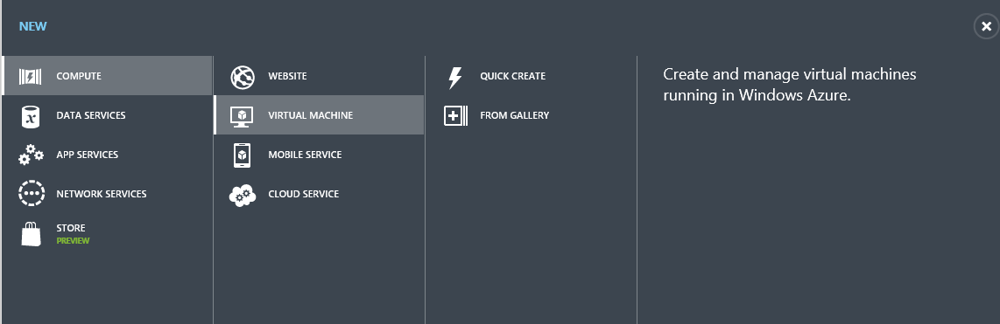 NEW
COMPUTE
DATA SERVICES
APP SERVICES
NETWORK SERVICES
STORE
PREVIEW
WEBSITE
VIRTUAL MACHINE
MOBILE SERVICE
CLOUD SERVICE
QUICK CREATE
FROM GALLERY
Create and manage virtual machines
running in Windows Azure.